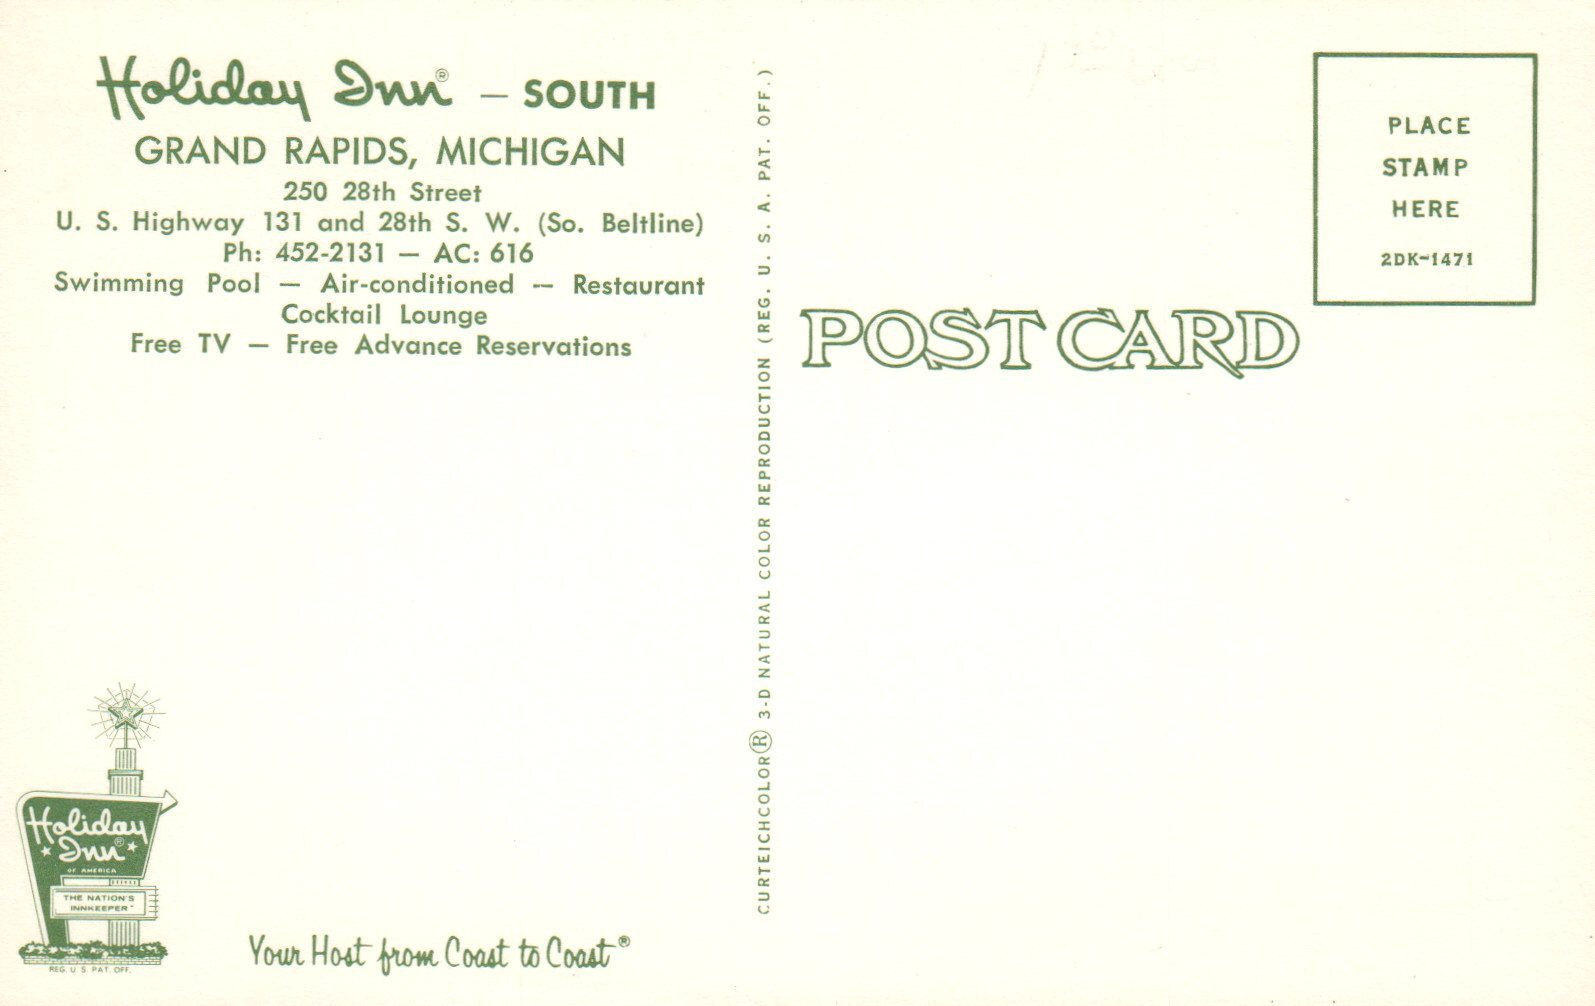 Holiday Inn® — SOUTH
GRAND RAPIDS, MICHIGAN
250 28th Street
U. S. Highway 131 and 28th S. W. (So. Beltline)
Ph: 452-2131 — AC: 616
Swimming Pool — Air-conditioned — Restaurant
Cocktail Lounge
Free TV — Free Advance Reservations
Holiday
Inn®
OF AMERICA
THE NATION'S
INNKEEPER"
REG. U. S. PAT. OFF.
Your Host from Coast to Coast®
CURTEICHCOLOR® 3-D NATURAL COLOR REPRODUCTION (REG. U. S. A. PAT. OFF.)
POST CARD
PLACE
STAMP
HERE
2DK-1471